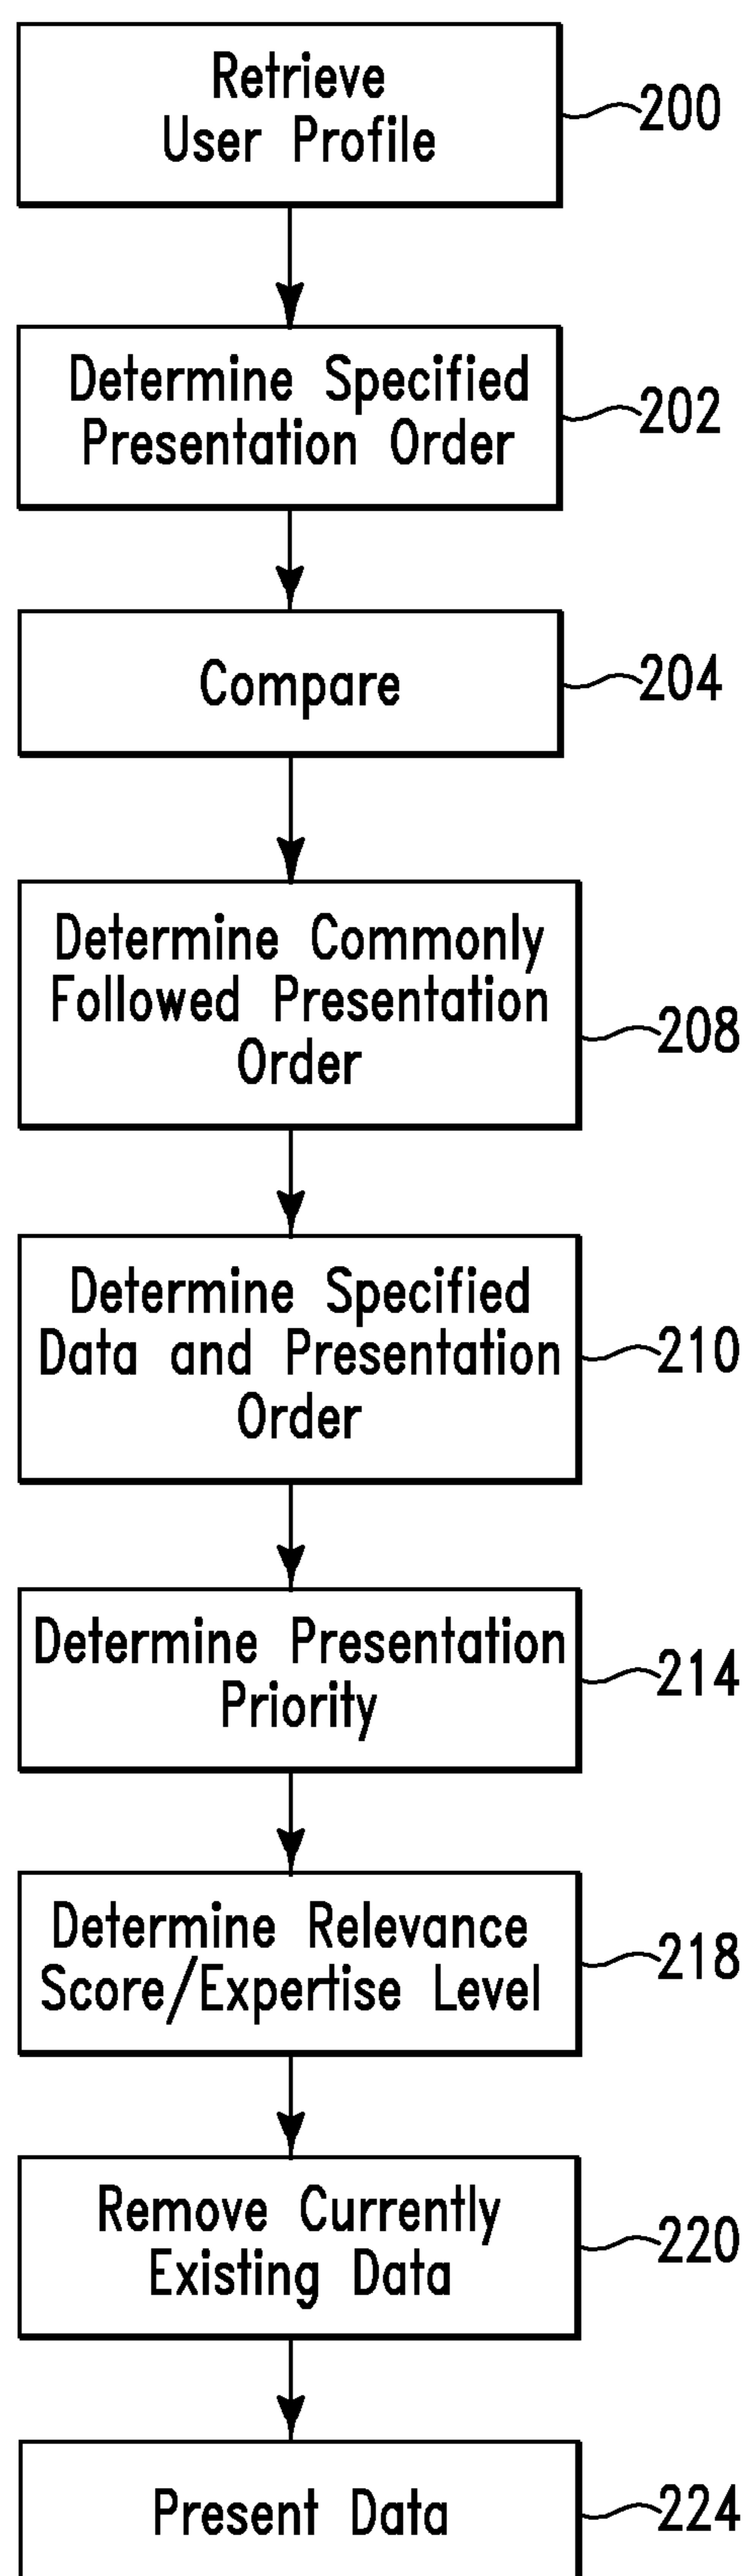 Retrieve
User Profile
200
Determine Specified
Presentation Order
202
Compare
204
Determine Commonly
Followed Presentation
Order
208
Determine Specified
Data and Presentation
Order
210
Determine Presentation
Priority
214
Determine Relevance
Score/Expertise Level
218
Remove Currently
Existing Data
220
Present Data
224